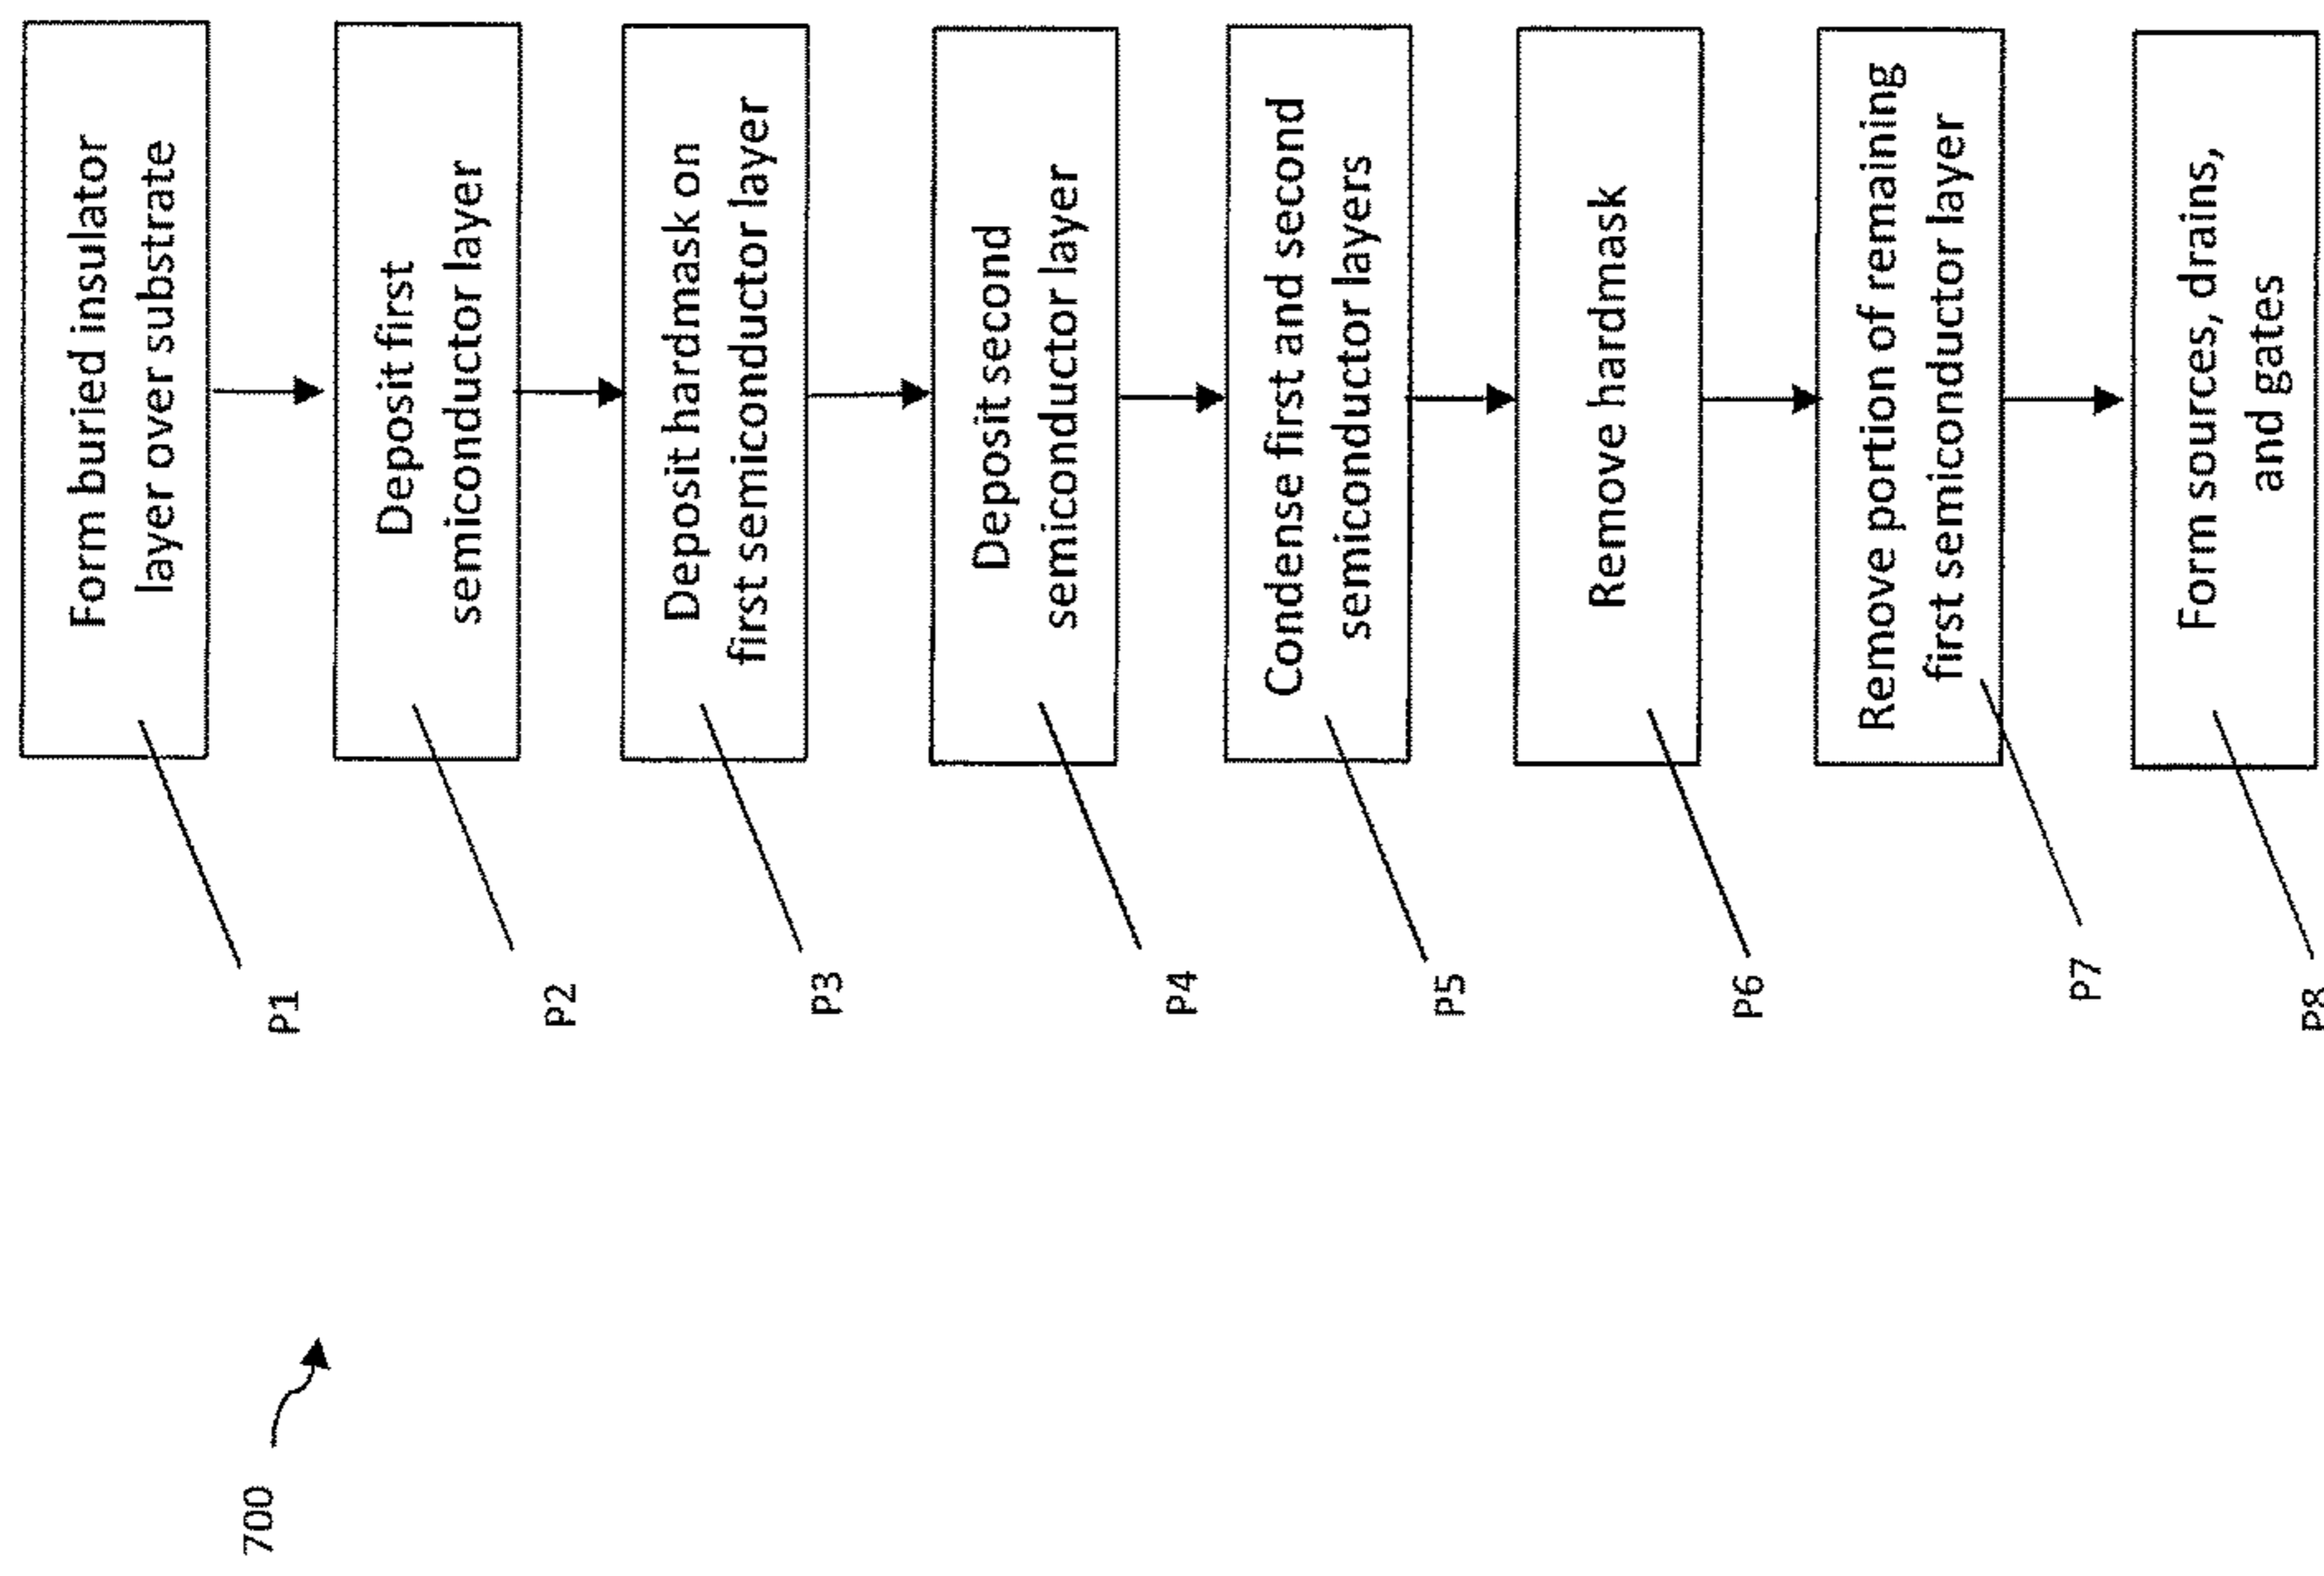 700
P1
Form buried insulator
layer over substrate
P2
Deposit first
semiconductor layer
P3
Deposit hardmask on
first semiconductor layer
P4
Deposit second
semiconductor layer
P5
Condense first and second
semiconductor layers
P6
Remove hardmask
P7
Remove portion of remaining
first semiconductor layer
P8
Form sources, drains,
and gates